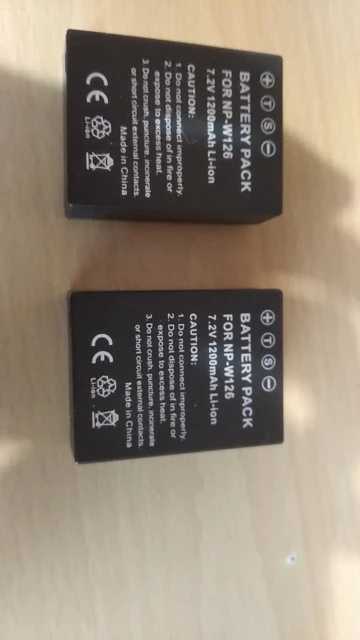 ⊕ Ⓣ Ⓢ ⊖
BATTERY PACK
FOR NP-W126
7.2V 1200mAh Li-ion
CAUTION:
1. Do not connect improperly.
2. Do not dispose of in fire or
expose to excess heat.
3. Do not crush, puncture, incinerate
or short circuit external contacts.
Made in China
CE Li-ion
⊕ Ⓣ Ⓢ ⊖
BATTERY PACK
FOR NP-W126
7.2V 1200mAh Li-ion
CAUTION:
1. Do not connect improperly.
2. Do not dispose of in fire or
expose to excess heat.
3. Do not crush, puncture, incinerate
or short circuit external contacts.
Made in China
CE Li-ion